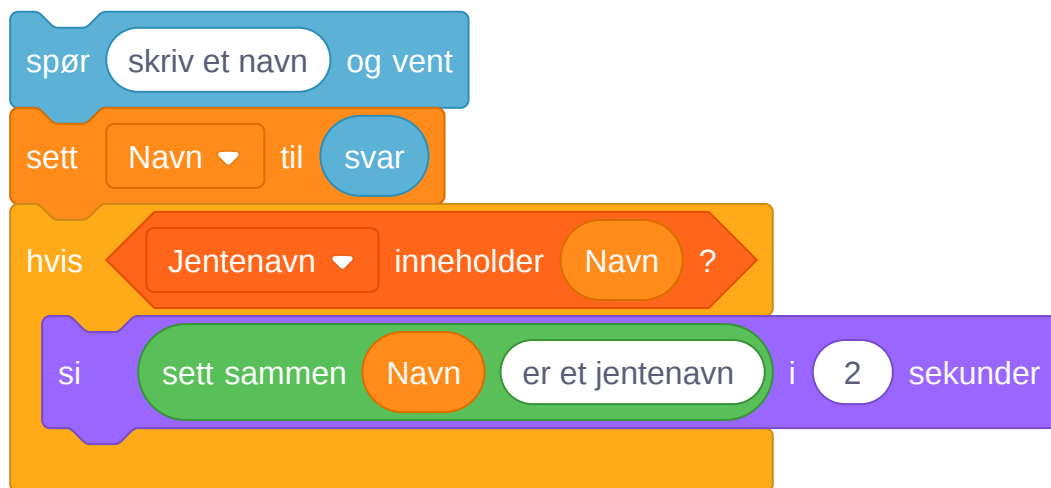 spør skriv et navn og vent
sett Navn til svar
hvis Jentenavn inneholder Navn ?
si sett sammen Navn er et jentenavn i 2 sekunder